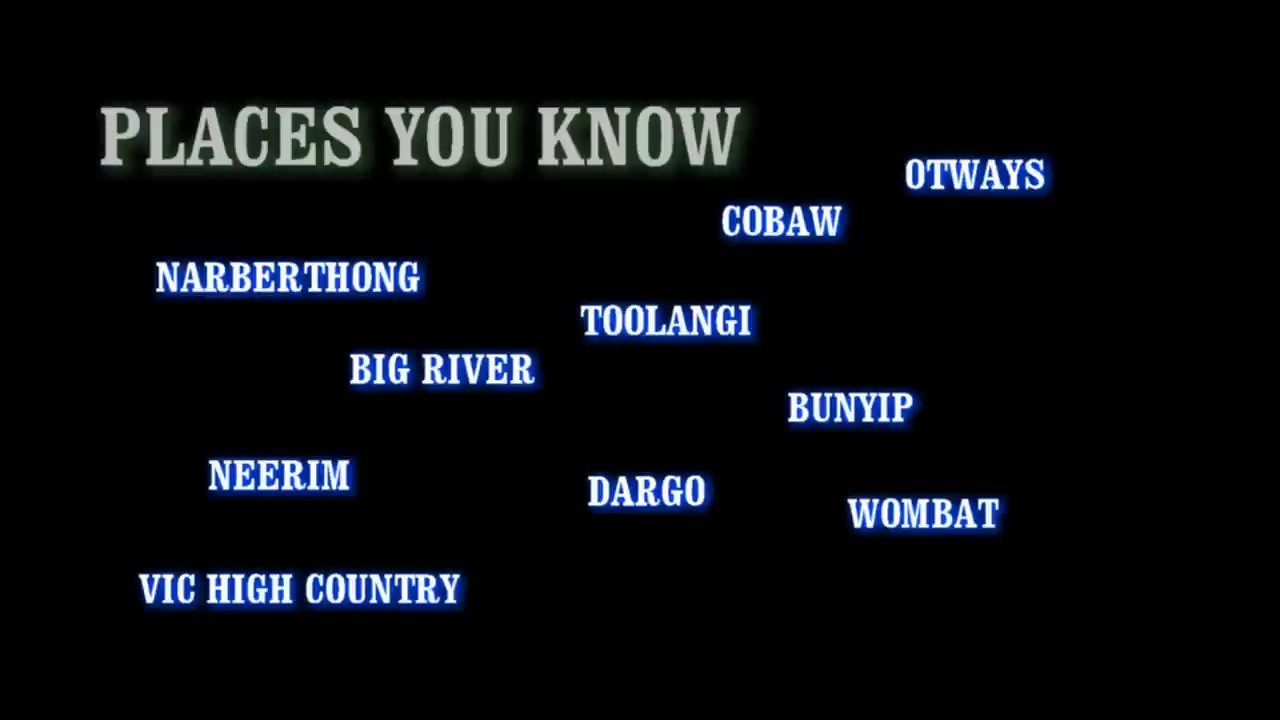 PLACES YOU KNOW
OTWAYS
COBAW
NARBERTHONG
TOOLANGI
BIG RIVER
BUNYIP
NEERIM
DARGO
WOMBAT
VIC HIGH COUNTRY